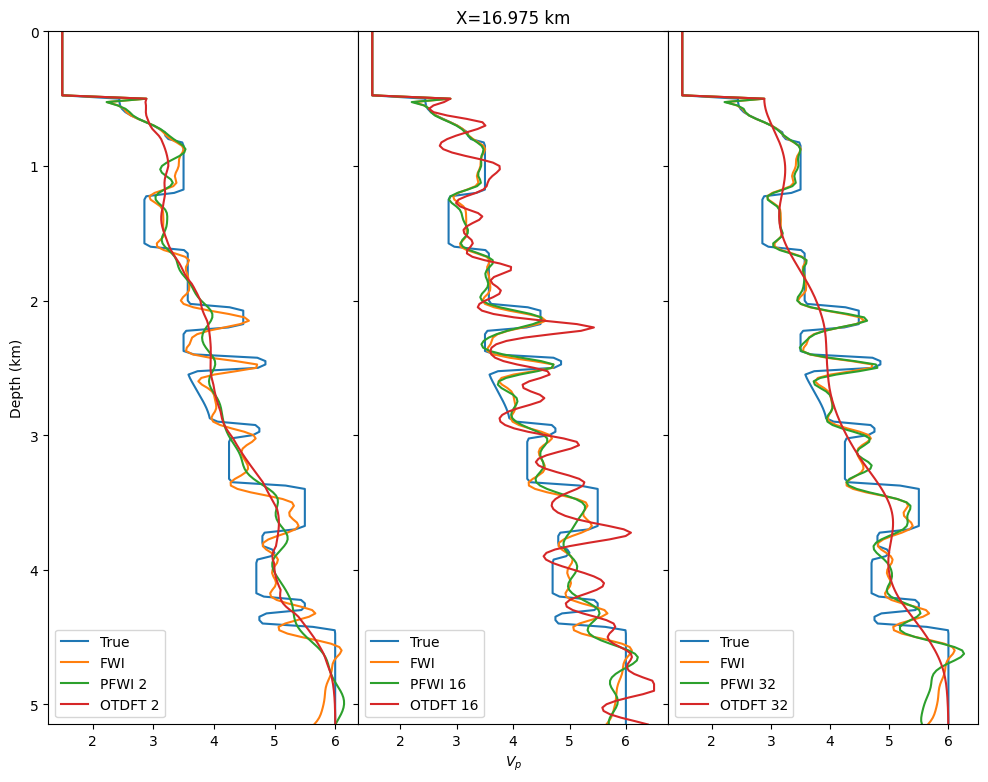 X=16.975 km
Depth (km)
0
1
2
3
4
5
True
FWI
PFWI 2
OTDFT 2
True
FWI
PFWI 16
OTDFT 16
True
FWI
PFWI 32
OTDFT 32
2 3 4 5 6
2 3 4 5 6
2 3 4 5 6
Vp